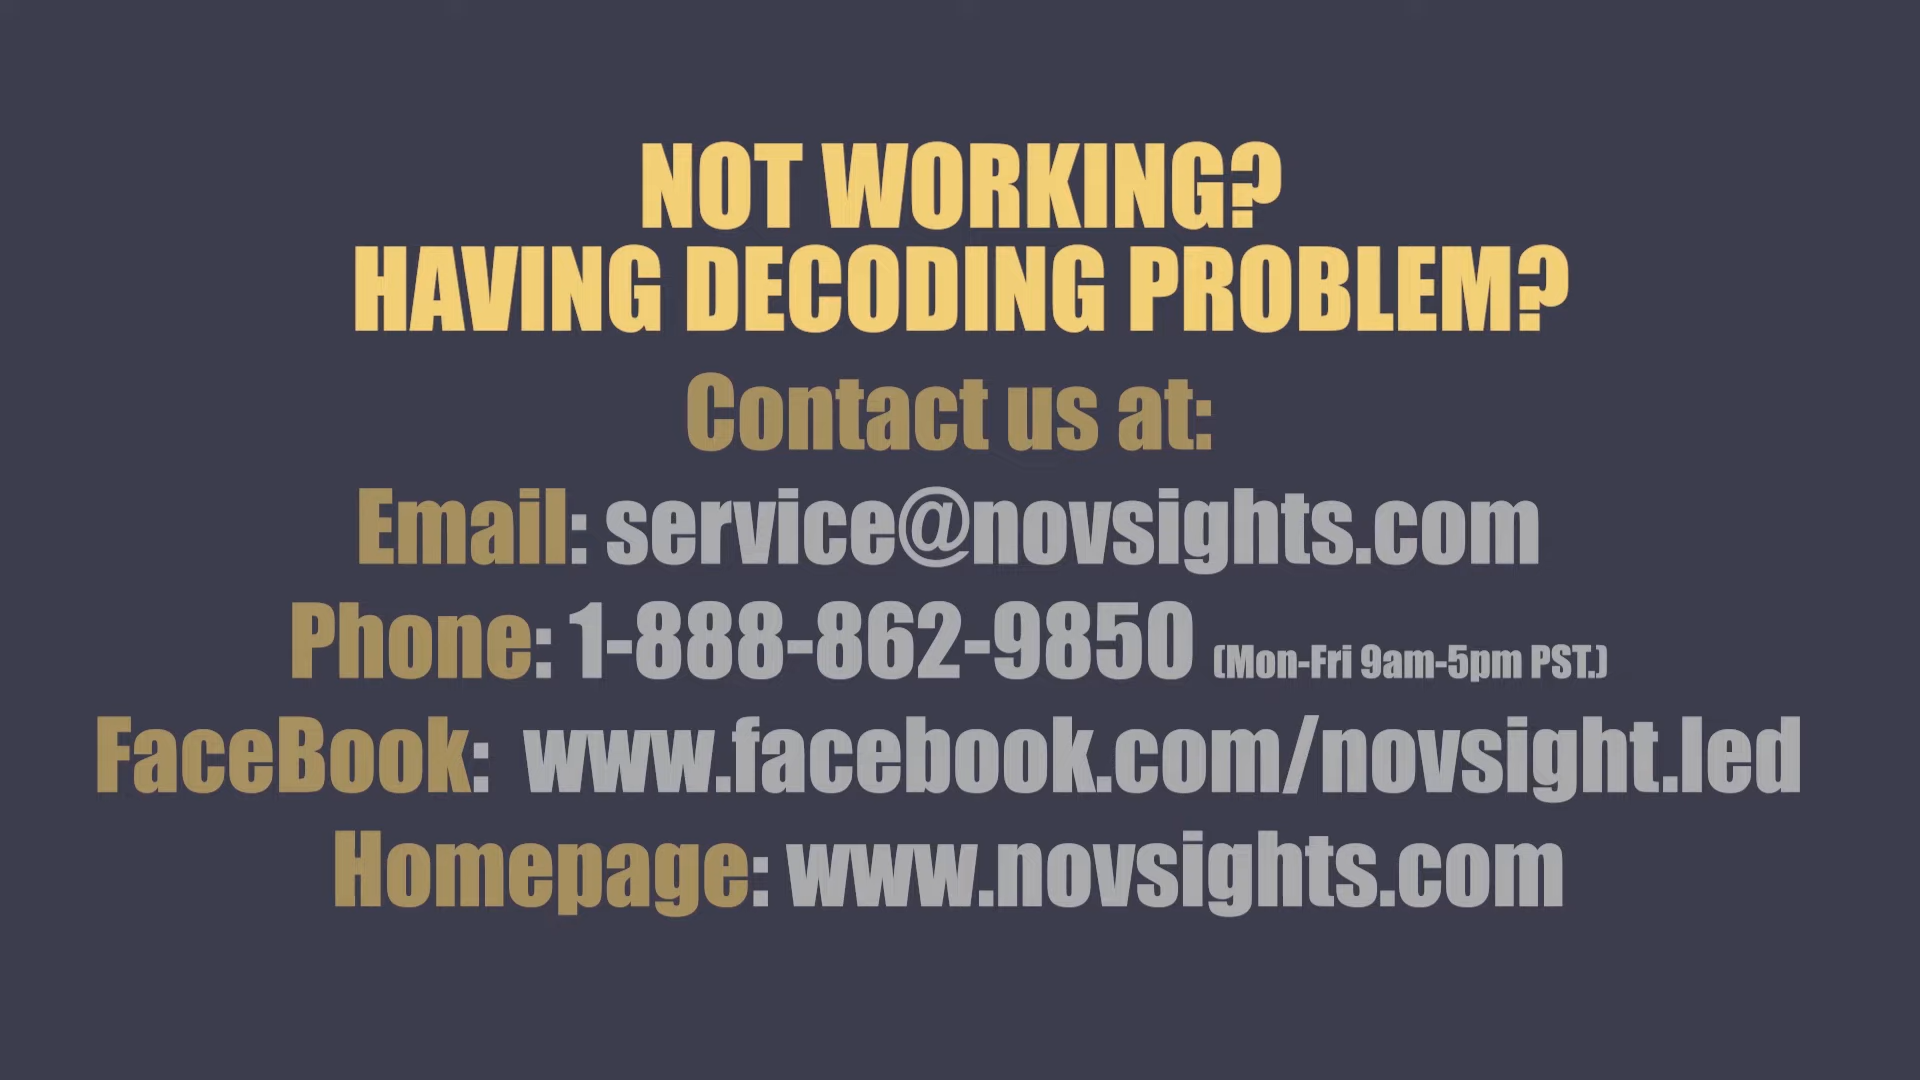 NOT WORKING?
HAVING DECODING PROBLEM?
Contact us at:
Email: service@novsights.com
Phone: 1-888-862-9850 (Mon-Fri 9am-5pm PST.)
FaceBook: www.facebook.com/novsight.led
Homepage: www.novsights.com